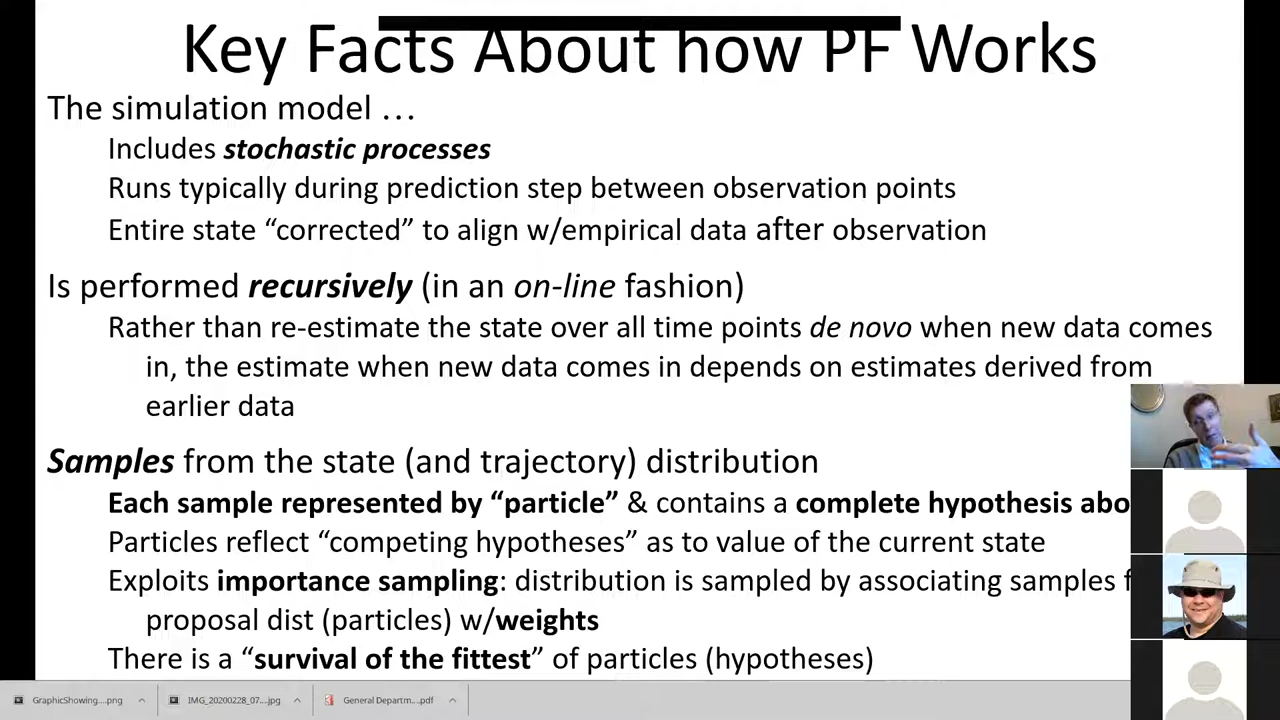 Key Facts About how PF Works
The simulation model …
Includes stochastic processes
Runs typically during prediction step between observation points
Entire state “corrected” to align w/empirical data after observation
Is performed recursively (in an on-line fashion)
Rather than re-estimate the state over all time points de novo when new data comes
in, the estimate when new data comes in depends on estimates derived from
earlier data
Samples from the state (and trajectory) distribution
Each sample represented by “particle” & contains a complete hypothesis
Particles reflect “competing hypotheses” as to value of the current state
Exploits importance sampling: distribution is sampled by associating samples
proposal dist (particles) w/weights
There is a “survival of the fittest” of particles (hypotheses)
GraphicShowing....png
IMG_20200228_07...jpg
General Departm...pdf